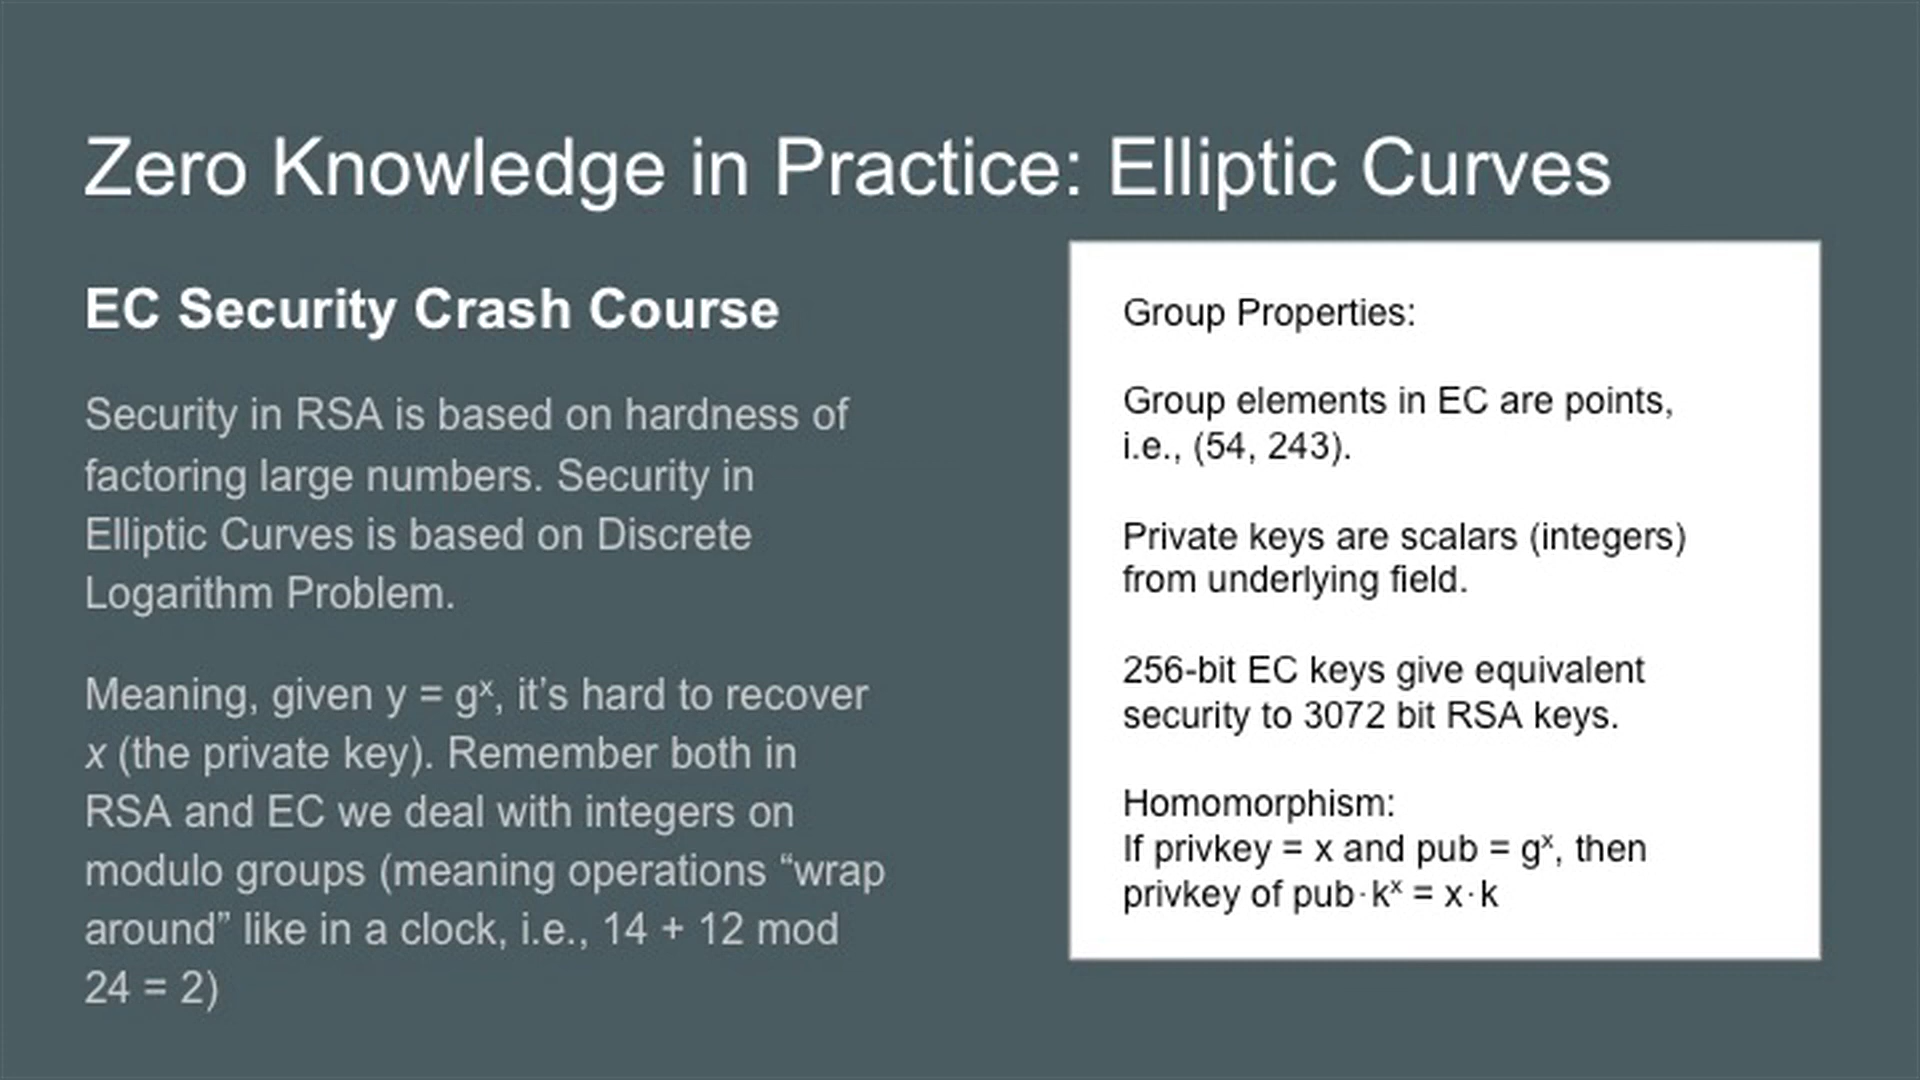 Zero Knowledge in Practice: Elliptic Curves
EC Security Crash Course
Security in RSA is based on hardness of
factoring large numbers. Security in
Elliptic Curves is based on Discrete
Logarithm Problem.
Meaning, given y = gˣ, it’s hard to recover
x (the private key). Remember both in
RSA and EC we deal with integers on
modulo groups (meaning operations “wrap
around” like in a clock, i.e., 14 + 12 mod
24 = 2)
Group Properties:
Group elements in EC are points,
i.e., (54, 243).
Private keys are scalars (integers)
from underlying field.
256-bit EC keys give equivalent
security to 3072 bit RSA keys.
Homomorphism:
If privkey = x and pub = gˣ, then
privkey of pub·kˣ = x·k